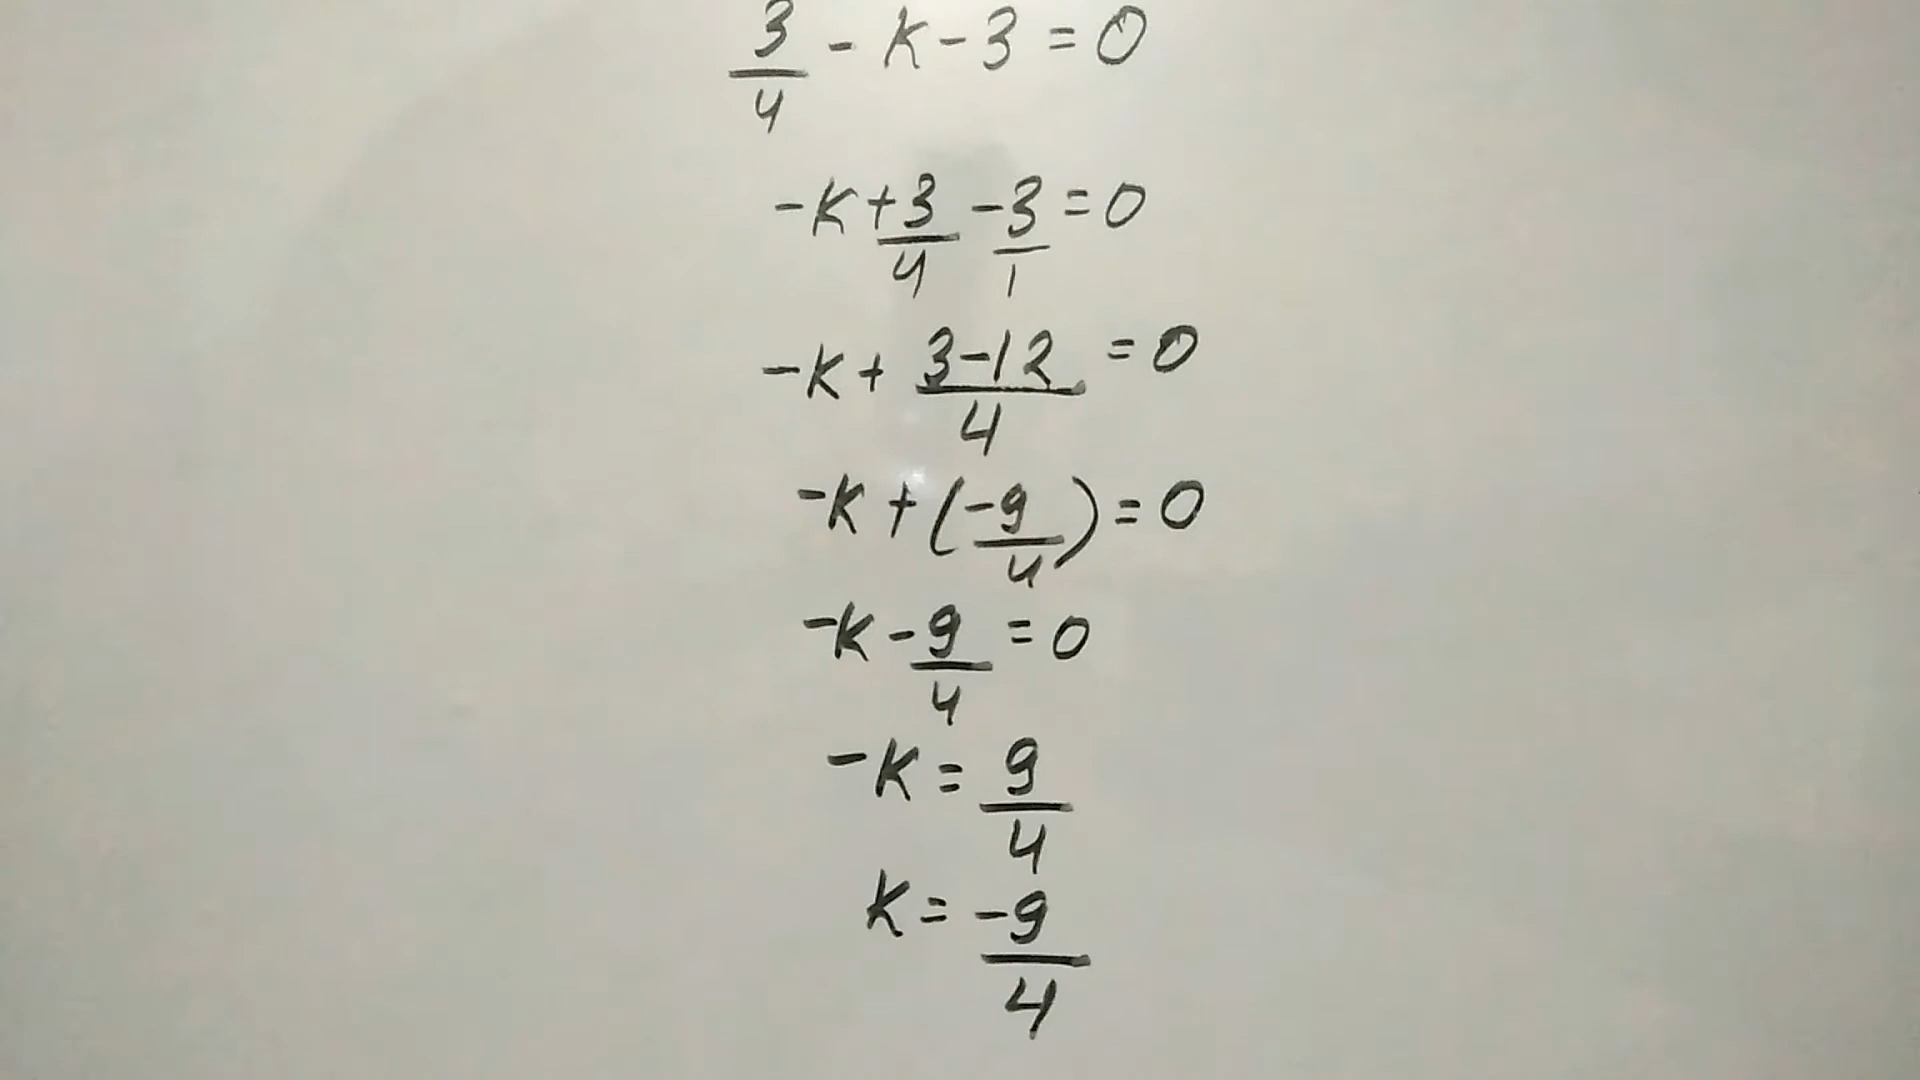 3/4 - K - 3 = 0
-K + 3/4 - 3/1 = 0
-K + (3-12)/4 = 0
-K + (-9/4) = 0
-K - 9/4 = 0
-K = 9/4
K = -9/4